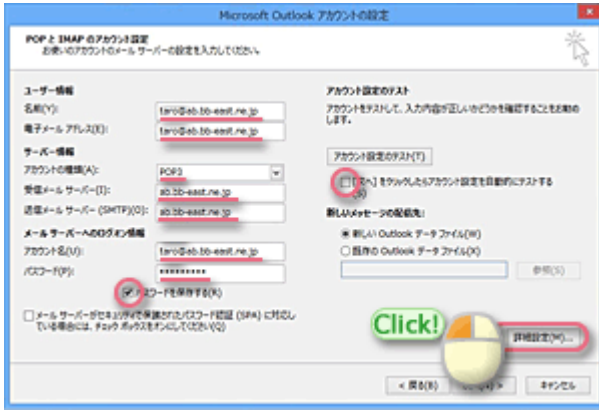 Microsoft Outlook アカウントの設定
POP と IMAP のアカウント設定
お使いのアカウントのメール サーバーの設定を入力してください。
ユーザー情報
名前(Y):
taro@ab.bb-east.ne.jp
電子メール アドレス(E):
taro@ab.bb-east.ne.jp
サーバー情報
アカウントの種類(A):
POP3
受信メール サーバー(I):
ab.bb-east.ne.jp
送信メール サーバー (SMTP)(O):
ab.bb-east.ne.jp
メール サーバーへのログオン情報
アカウント名(U):
taro@ab.bb-east.ne.jp
パスワード(P):
*********
パスワードを保存する(R)
メール サーバーがセキュリティで保護されたパスワード認証 (SPA) に対応し
ている場合には、チェック ボックスをオンにしてください(Q)
アカウント設定のテスト
アカウントをテストして、入力内容が正しいかどうかを確認することをお勧め
します。
アカウント設定のテスト(T)
[次へ] をクリックしたらアカウント設定を自動的にテストする
(S)
新しいメッセージの配信先:
新しい Outlook データ ファイル(W)
既存の Outlook データ ファイル(X)
参照(S)
Click!
詳細設定(M)...
< 戻る(B)
>
キャンセル